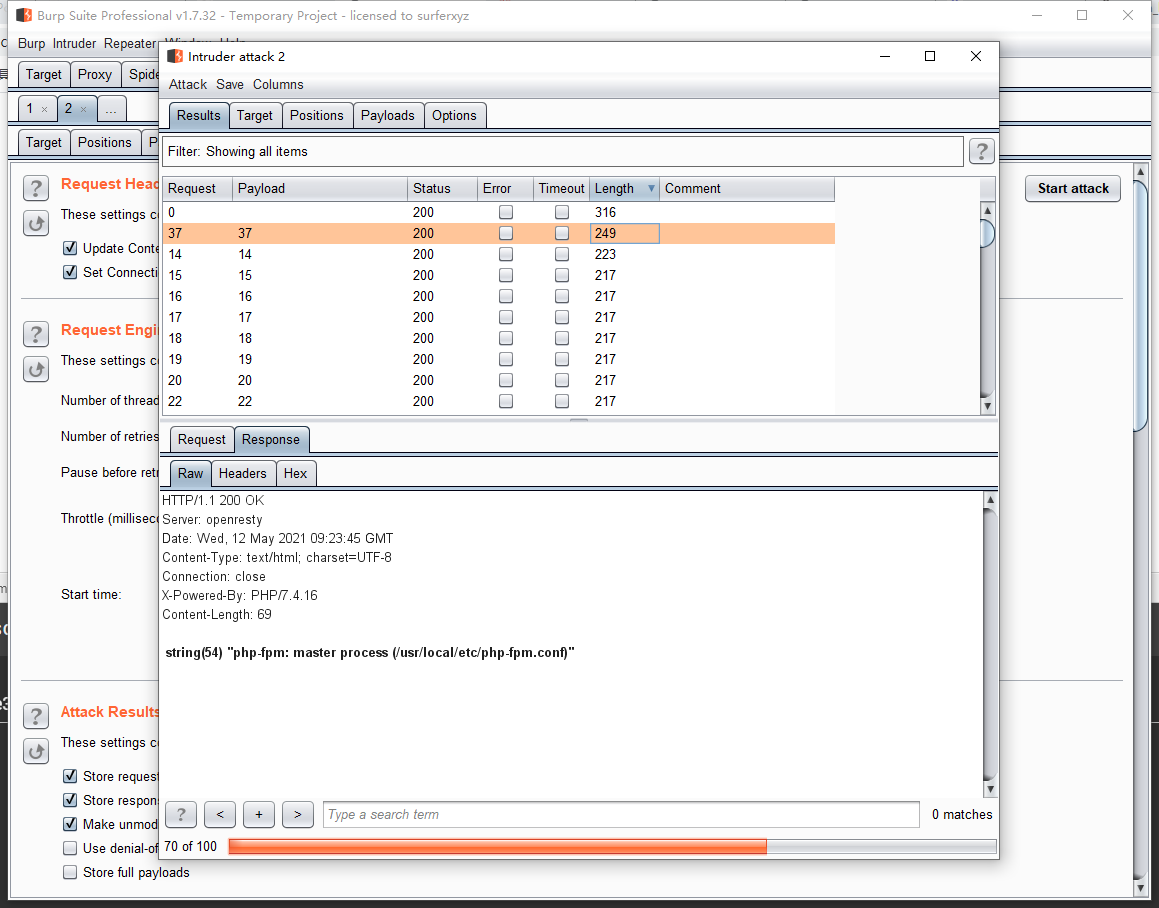 Burp Suite Professional v1.7.32 - Temporary Project - licensed to surferxyz
Burp Intruder Repeater Window Help
Intruder attack 2
Attack Save Columns
Target Proxy Spide
1 × 2 × ...
Target Positions P
Results Target Positions Payloads Options
Filter: Showing all items ?
Request Payload Status Error Timeout Length ▼ Comment
0 200 316
37 37 200 249
14 14 200 223
15 15 200 217
16 16 200 217
17 17 200 217
18 18 200 217
19 19 200 217
20 20 200 217
22 22 200 217
Request Response
Raw Headers Hex
HTTP/1.1 200 OK
Server: openresty
Date: Wed, 12 May 2021 09:23:45 GMT
Content-Type: text/html; charset=UTF-8
Connection: close
X-Powered-By: PHP/7.4.16
Content-Length: 69
string(54) "php-fpm: master process (/usr/local/etc/php-fpm.conf)"
? < + > Type a search term 0 matches
70 of 100
? Request Head
These settings c
Update Conte
Set Connecti
Start attack
? Request Engi
These settings c
Number of thread
Number of retries
Pause before retr
Throttle (millisec
Start time:
? Attack Results
These settings c
Store request
Store respon
Make unmod
Use denial-of
Store full payloads